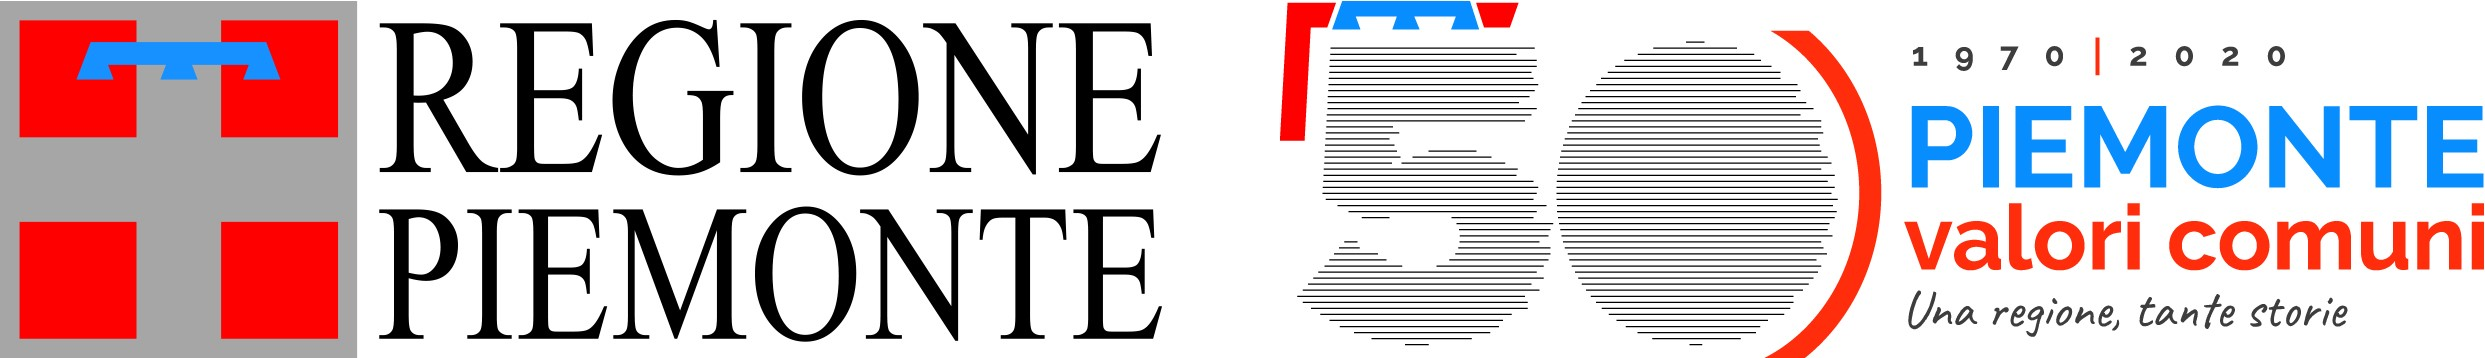 REGIONE
PIEMONTE
50
1970|2020
PIEMONTE
valori comuni
Una regione, tante storie